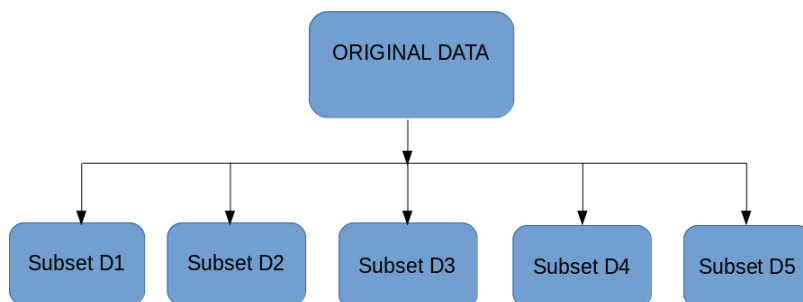 ORIGINAL DATA
Subset D1
Subset D2
Subset D3
Subset D4
Subset D5